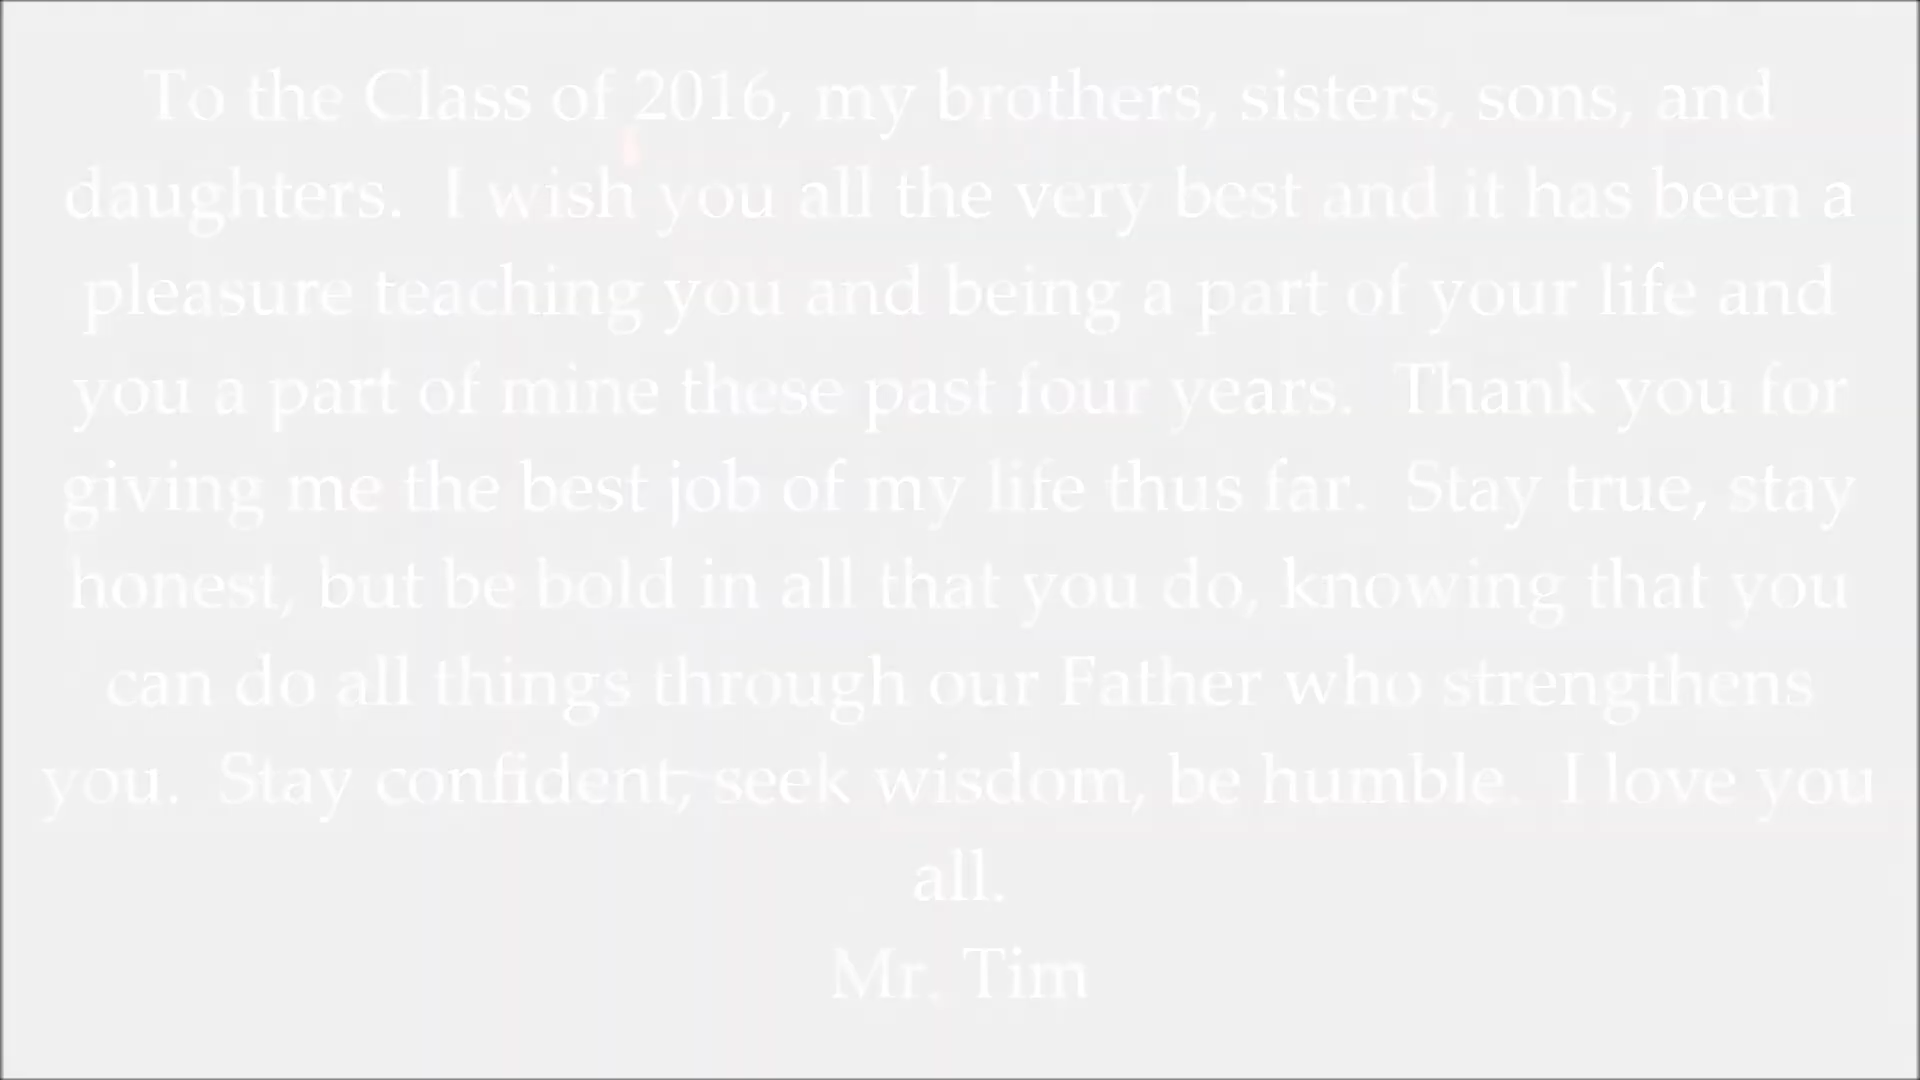 To the Class of 2016, my brothers, sisters, sons, and
daughters. I wish you all the very best and it has been a
pleasure teaching you and being a part of your life and
you a part of mine these past four years. Thank you for
giving me the best job of my life thus far. Stay true, stay
honest, but be bold in all that you do, knowing that you
can do all things through our Father who strengthens
you. Stay confident, seek wisdom, be humble. I love you
all.
Mr. Tim